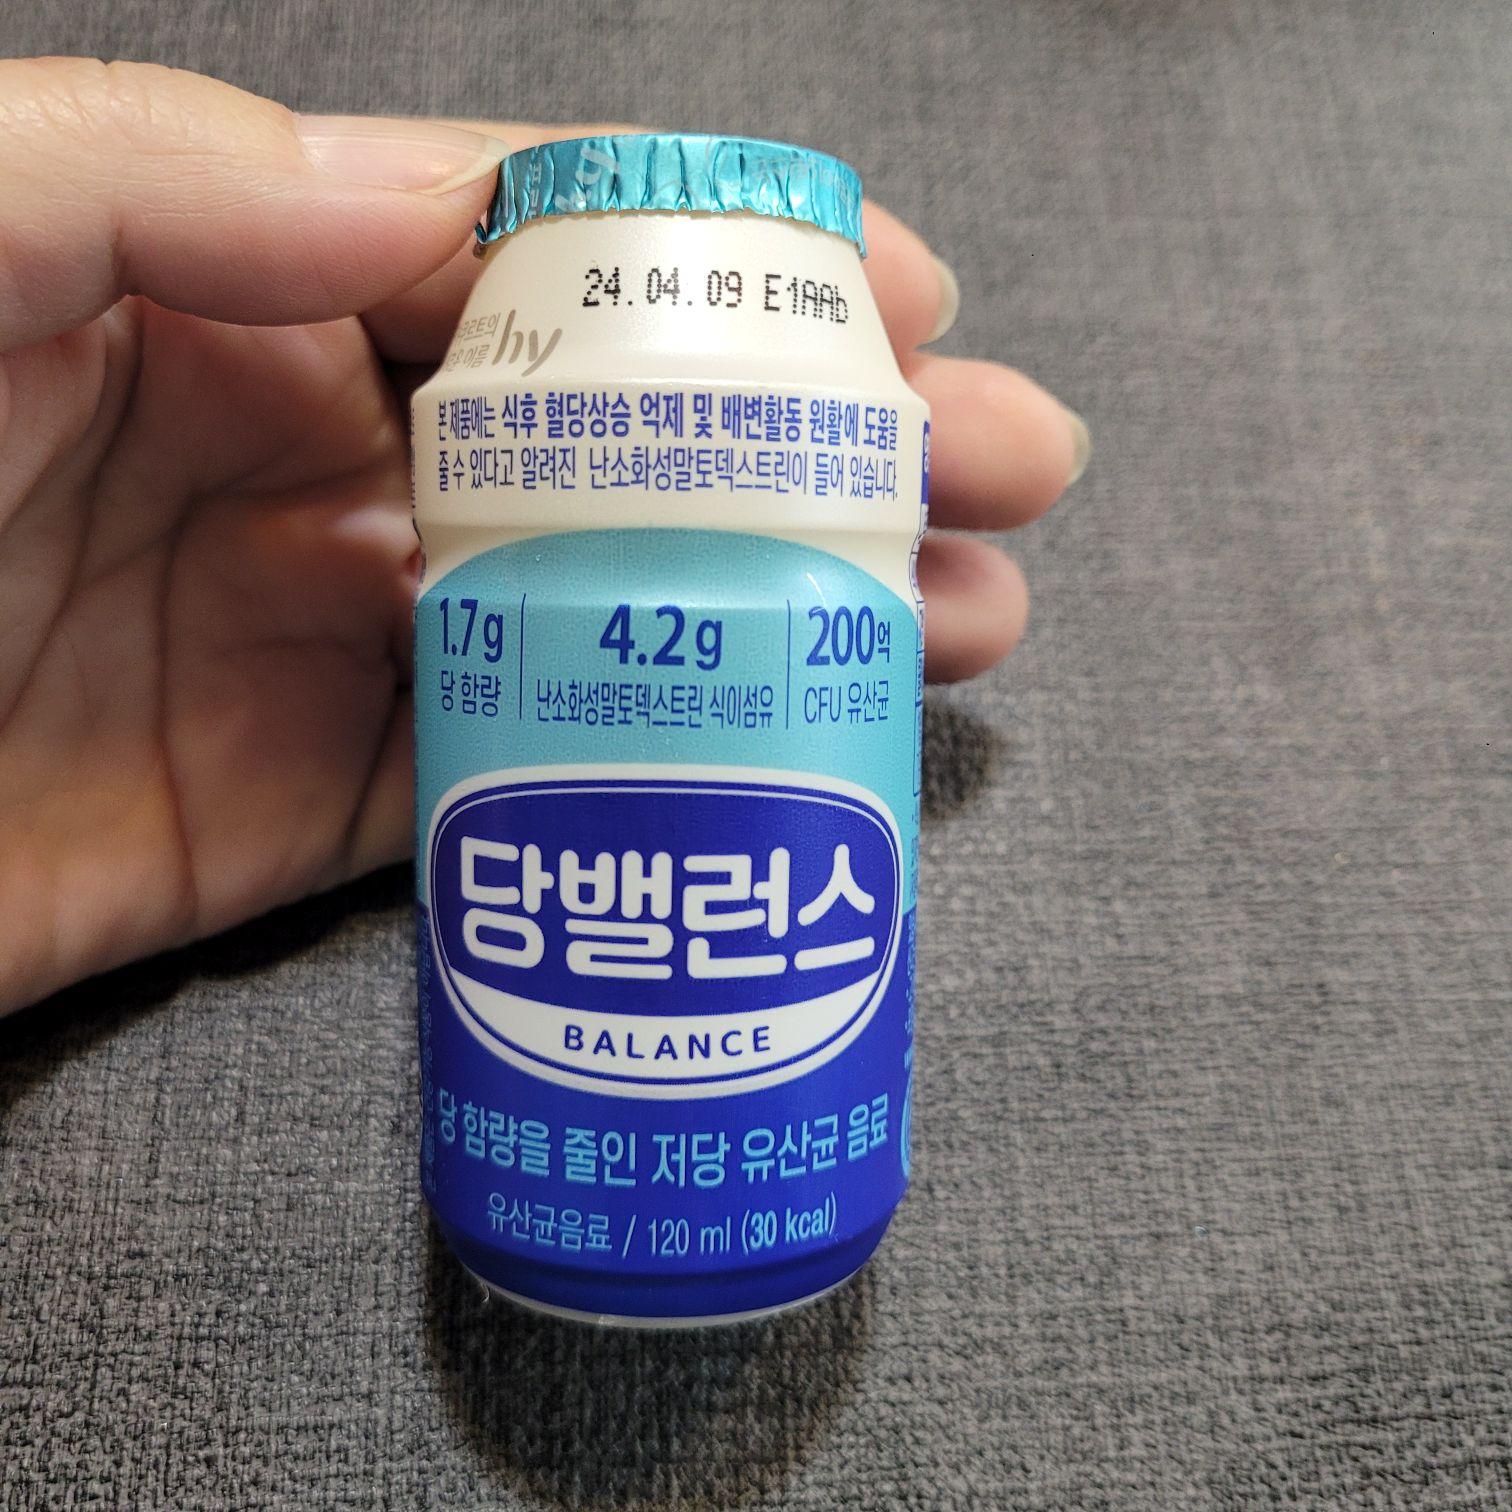 24.04.09 E1AAb
hy
본 제품에는 식후 혈당상승 억제 및 배변활동 원활에 도움을
줄 수 있다고 알려진 난소화성말토덱스트린이 들어 있습니다.
1.7g
당 함량
4.2g
난소화성말토덱스트린 식이섬유
200억
CFU 유산균
당밸런스
BALANCE
당 함량을 줄인 저당 유산균 음료
유산균음료 / 120 ml (30 kcal)